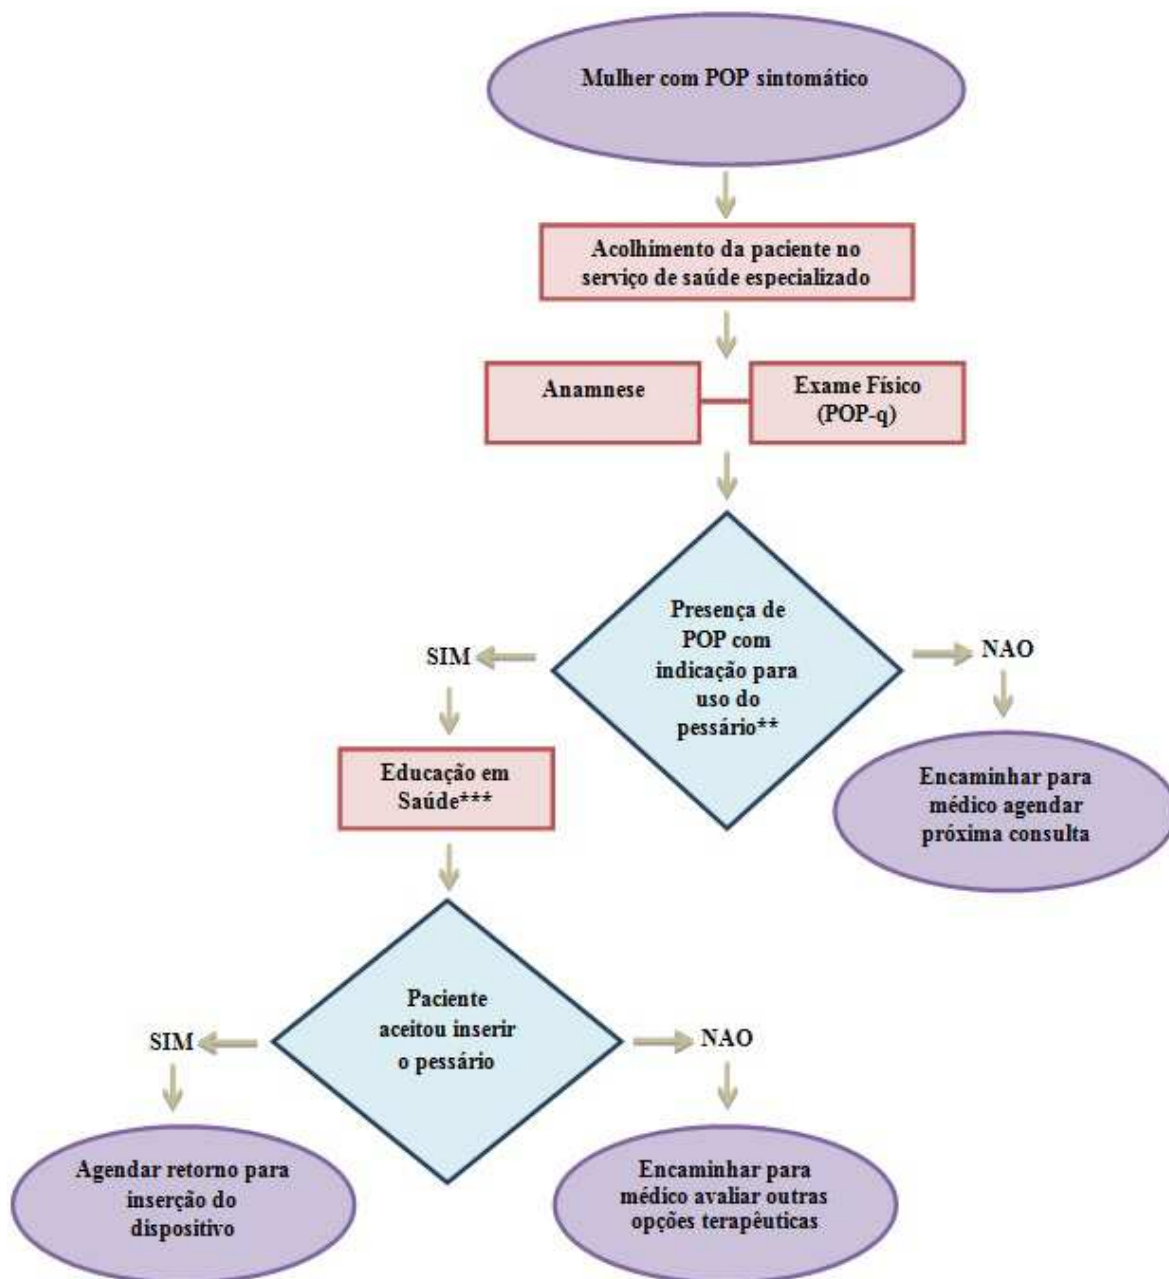 Mulher com POP sintomático
Acolhimento da paciente no
serviço de saúde especializado
Anamnese
Exame Físico
(POP-q)
Presença de
POP com
indicação para
uso do
pessário**
SIM
NAO
Educação em
Saúde***
Encaminhar para
médico agendar
próxima consulta
Paciente
aceitou inserir
o pessário
SIM
NAO
Agendar retorno para
inserção do
dispositivo
Encaminhar para
médico avaliar outras
opções terapêuticas